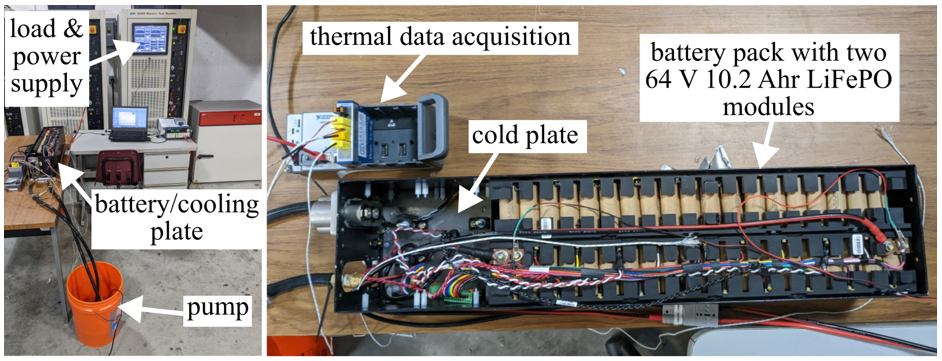 load &
power
supply
battery/cooling
plate
pump
thermal data acquisition
cold plate
battery pack with two
64 V 10.2 Ahr LiFePO
modules